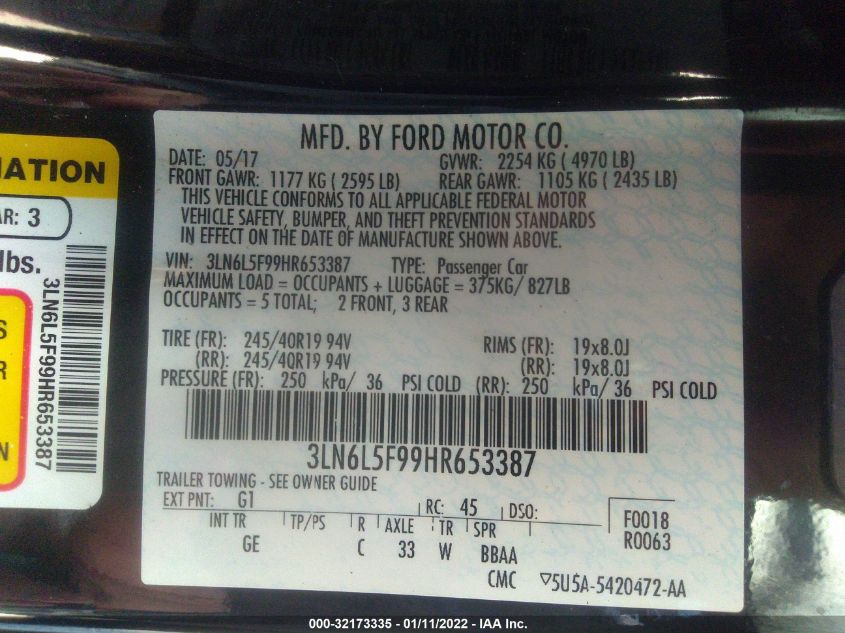 MFD. BY FORD MOTOR CO.
DATE: 05/17 GVWR: 2254 KG ( 4970 LB)
FRONT GAWR: 1177 KG ( 2595 LB) REAR GAWR: 1105 KG ( 2435 LB)
THIS VEHICLE CONFORMS TO ALL APPLICABLE FEDERAL MOTOR
VEHICLE SAFETY, BUMPER, AND THEFT PREVENTION STANDARDS
IN EFFECT ON THE DATE OF MANUFACTURE SHOWN ABOVE.
VIN: 3LN6L5F99HR653387 TYPE: Passenger Car
MAXIMUM LOAD = OCCUPANTS + LUGGAGE = 375KG/ 827LB
OCCUPANTS = 5 TOTAL; 2 FRONT, 3 REAR
TIRE (FR): 245/40R19 94V RIMS (FR): 19x8.0J
(RR): 245/40R19 94V (RR): 19x8.0J
PRESSURE (FR): 250 kPa/ 36 PSI COLD (RR): 250 kPa/ 36 PSI COLD
3LN6L5F99HR653387
TRAILER TOWING - SEE OWNER GUIDE
EXT PNT: G1 RC: 45 DSO: F0018
INT TR TP/PS R AXLE TR SPR R0063
GE C 33 W BBAA
CMC 5U5A-5420472-AA
AR: 3
lbs.
3LN6L5F99HR653387
S
R
N
000-32173335 - 01/11/2022 - IAA Inc.